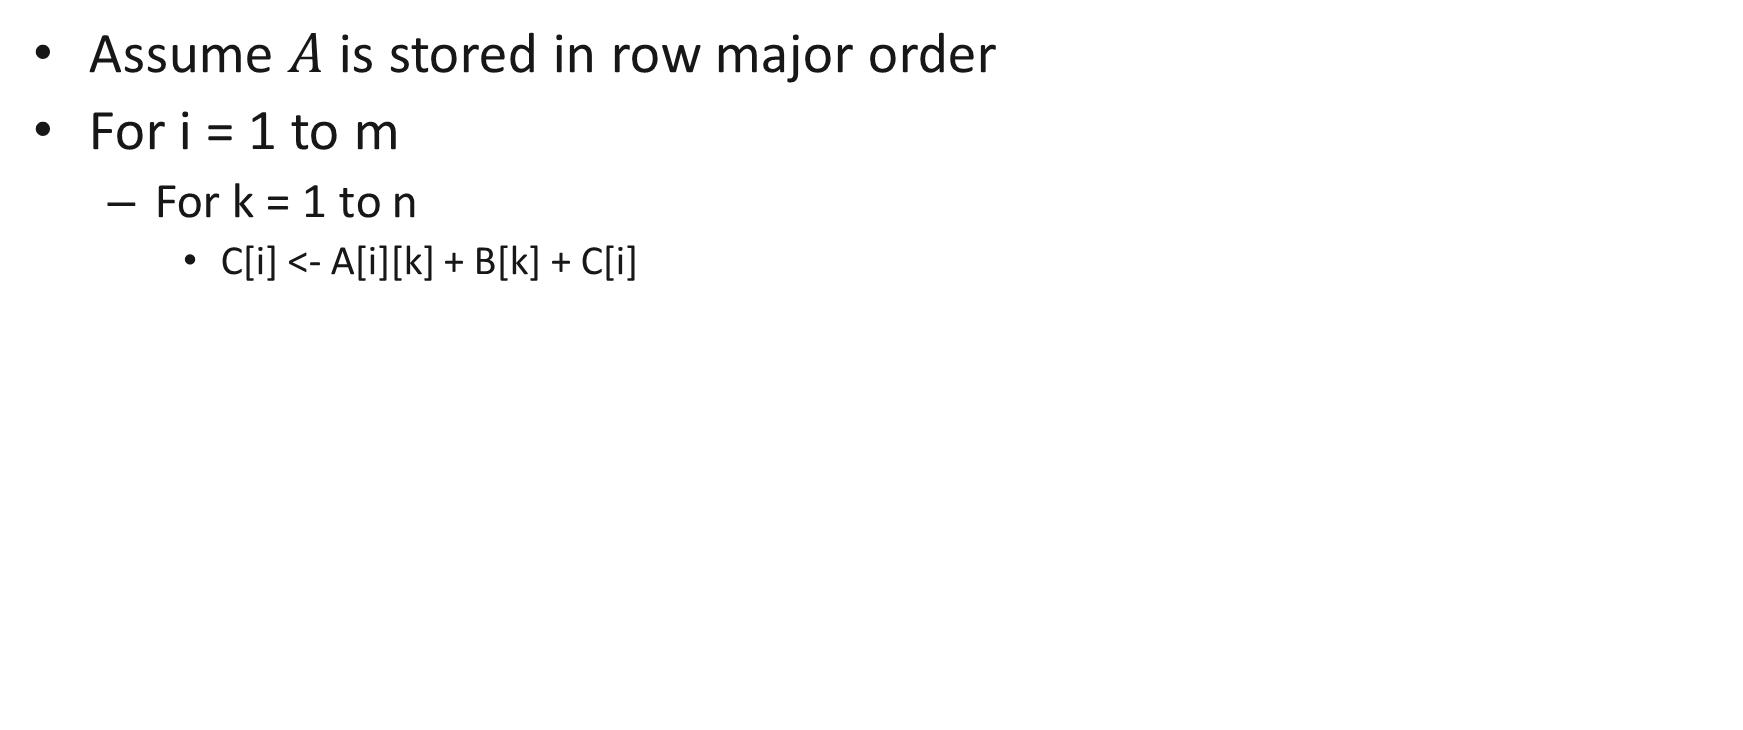 • Assume A is stored in row major order
• For i = 1 to m
– For k = 1 to n
• C[i] <- A[i][k] + B[k] + C[i]